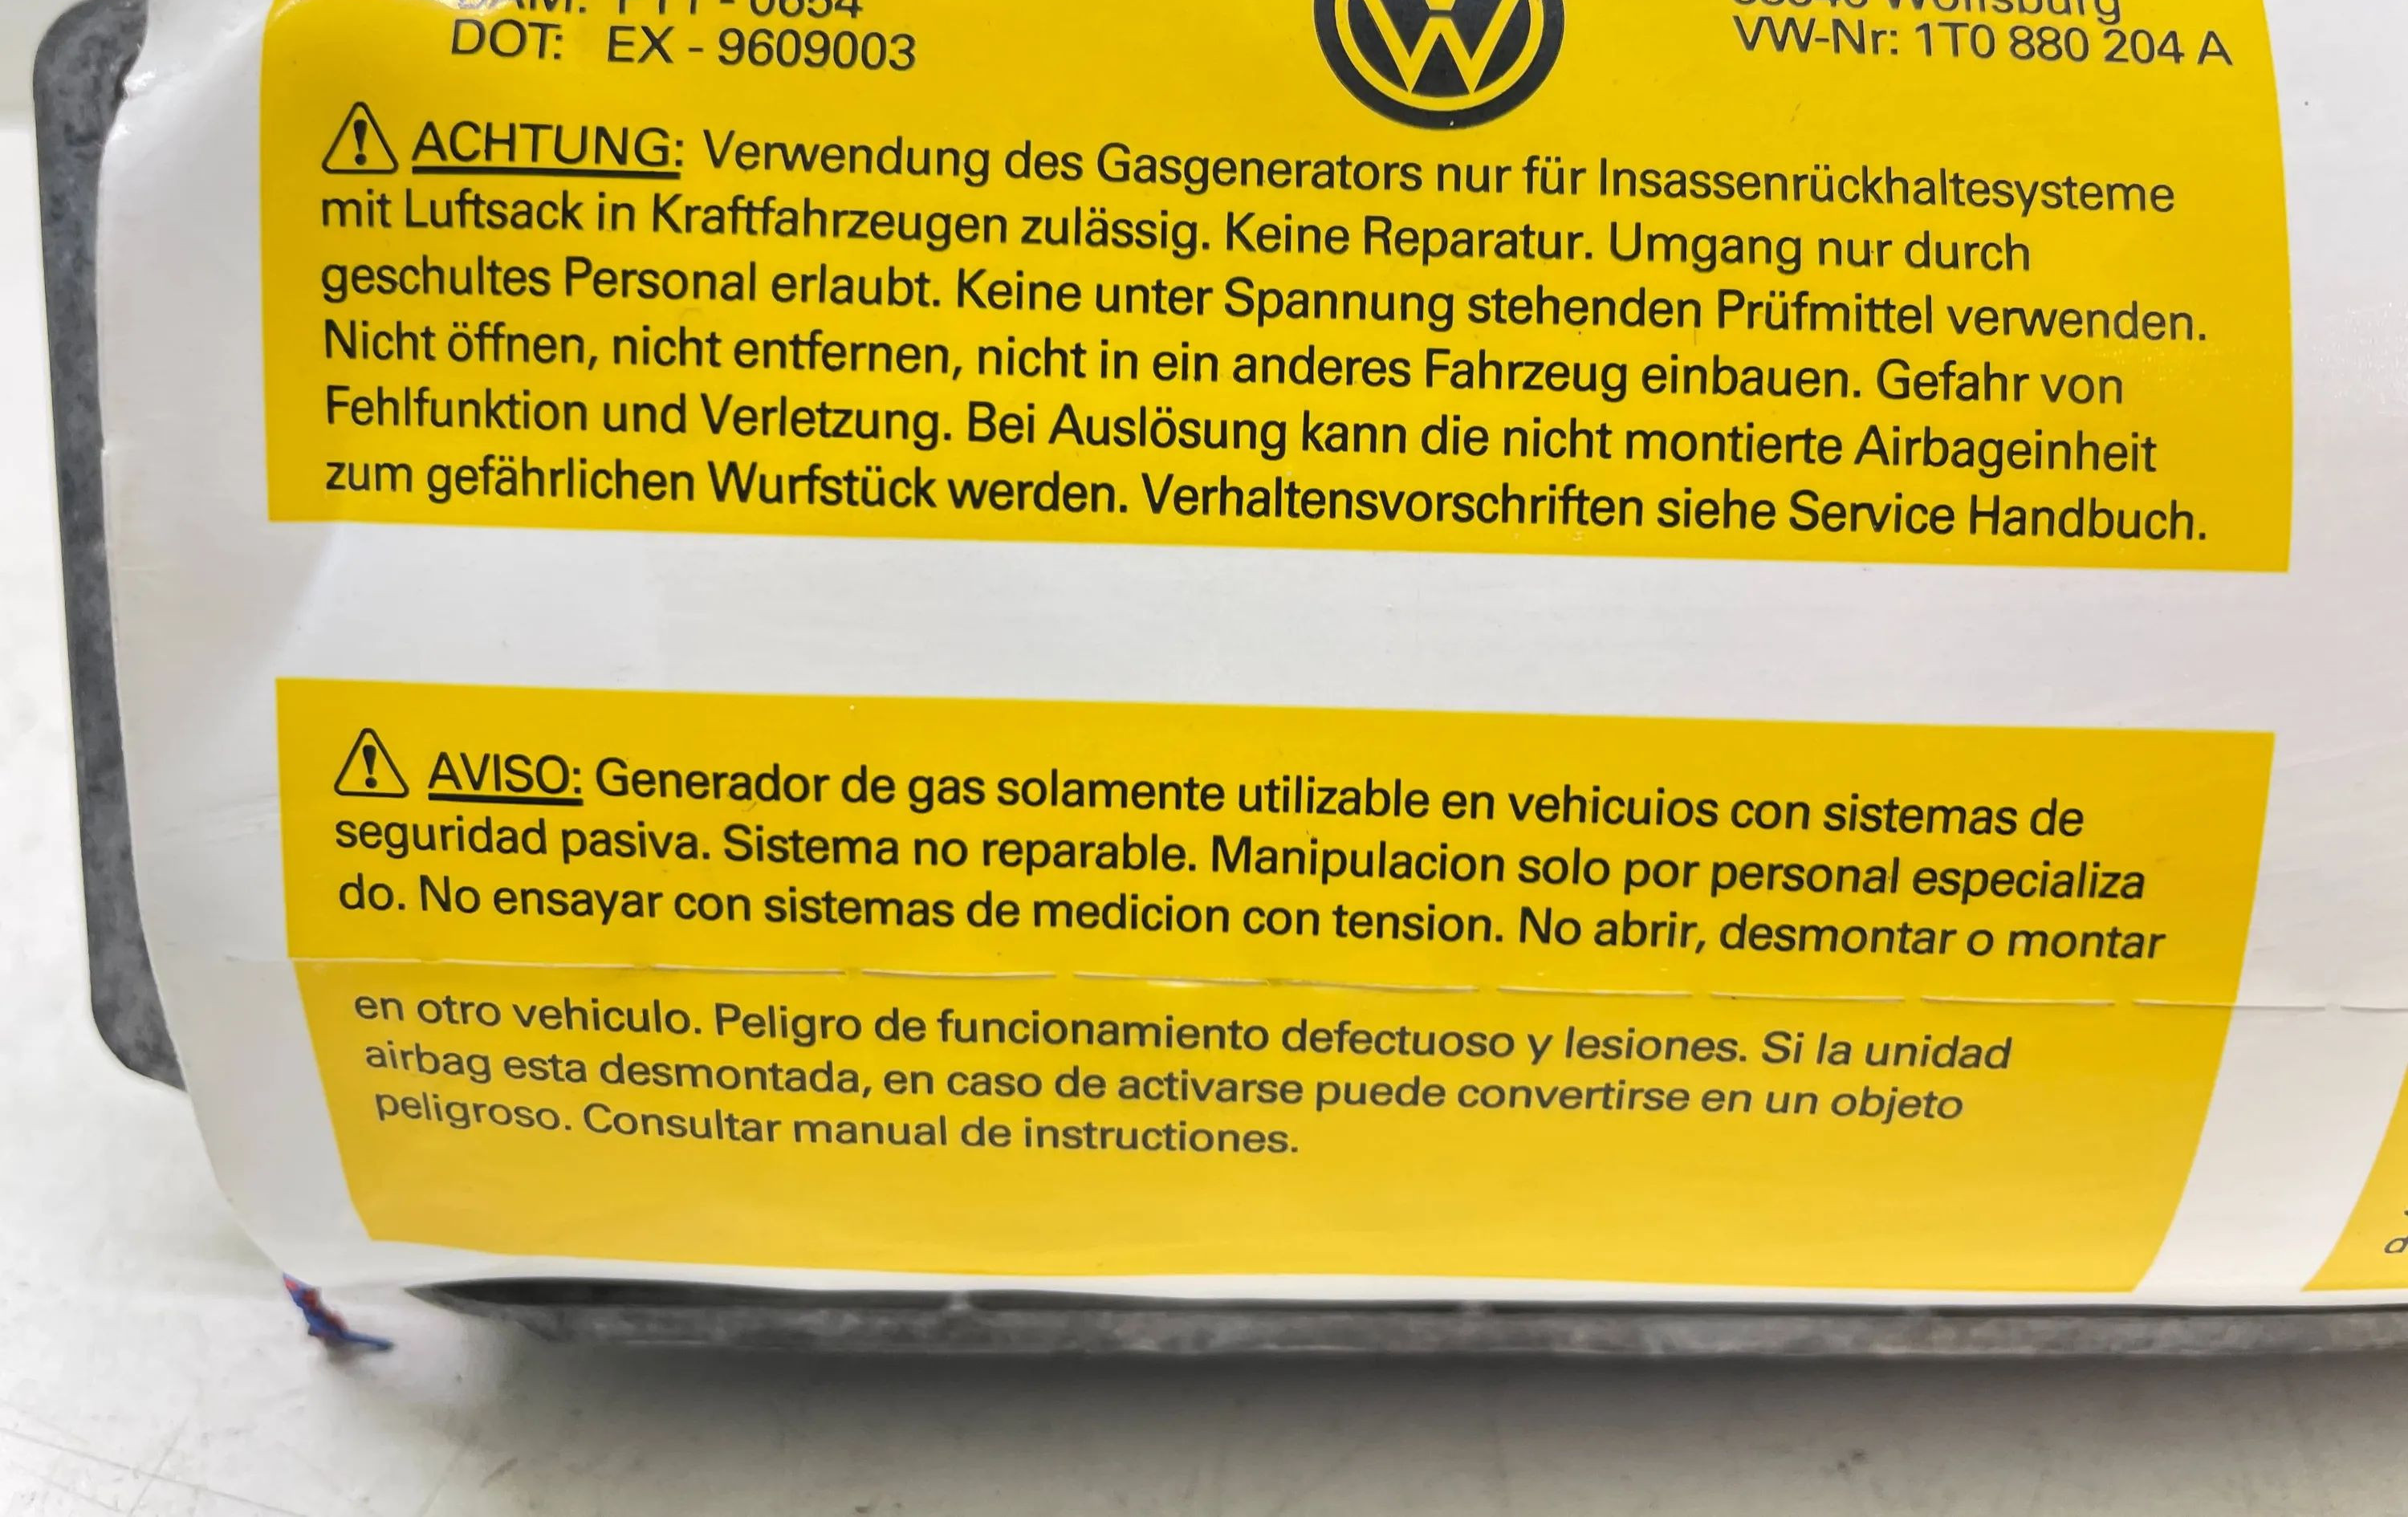 DOT: EX - 9609003
VW-Nr: 1T0 880 204 A
ACHTUNG: Verwendung des Gasgenerators nur für Insassenrückhaltesysteme
mit Luftsack in Kraftfahrzeugen zulässig. Keine Reparatur. Umgang nur durch
geschultes Personal erlaubt. Keine unter Spannung stehenden Prüfmittel verwenden.
Nicht öffnen, nicht entfernen, nicht in ein anderes Fahrzeug einbauen. Gefahr von
Fehlfunktion und Verletzung. Bei Auslösung kann die nicht montierte Airbageinheit
zum gefährlichen Wurfstück werden. Verhaltensvorschriften siehe Service Handbuch.
AVISO: Generador de gas solamente utilizable en vehicuios con sistemas de
seguridad pasiva. Sistema no reparable. Manipulacion solo por personal especializa
do. No ensayar con sistemas de medicion con tension. No abrir, desmontar o montar
en otro vehiculo. Peligro de funcionamiento defectuoso y lesiones. Si la unidad
airbag esta desmontada, en caso de activarse puede convertirse en un objeto
peligroso. Consultar manual de instructiones.